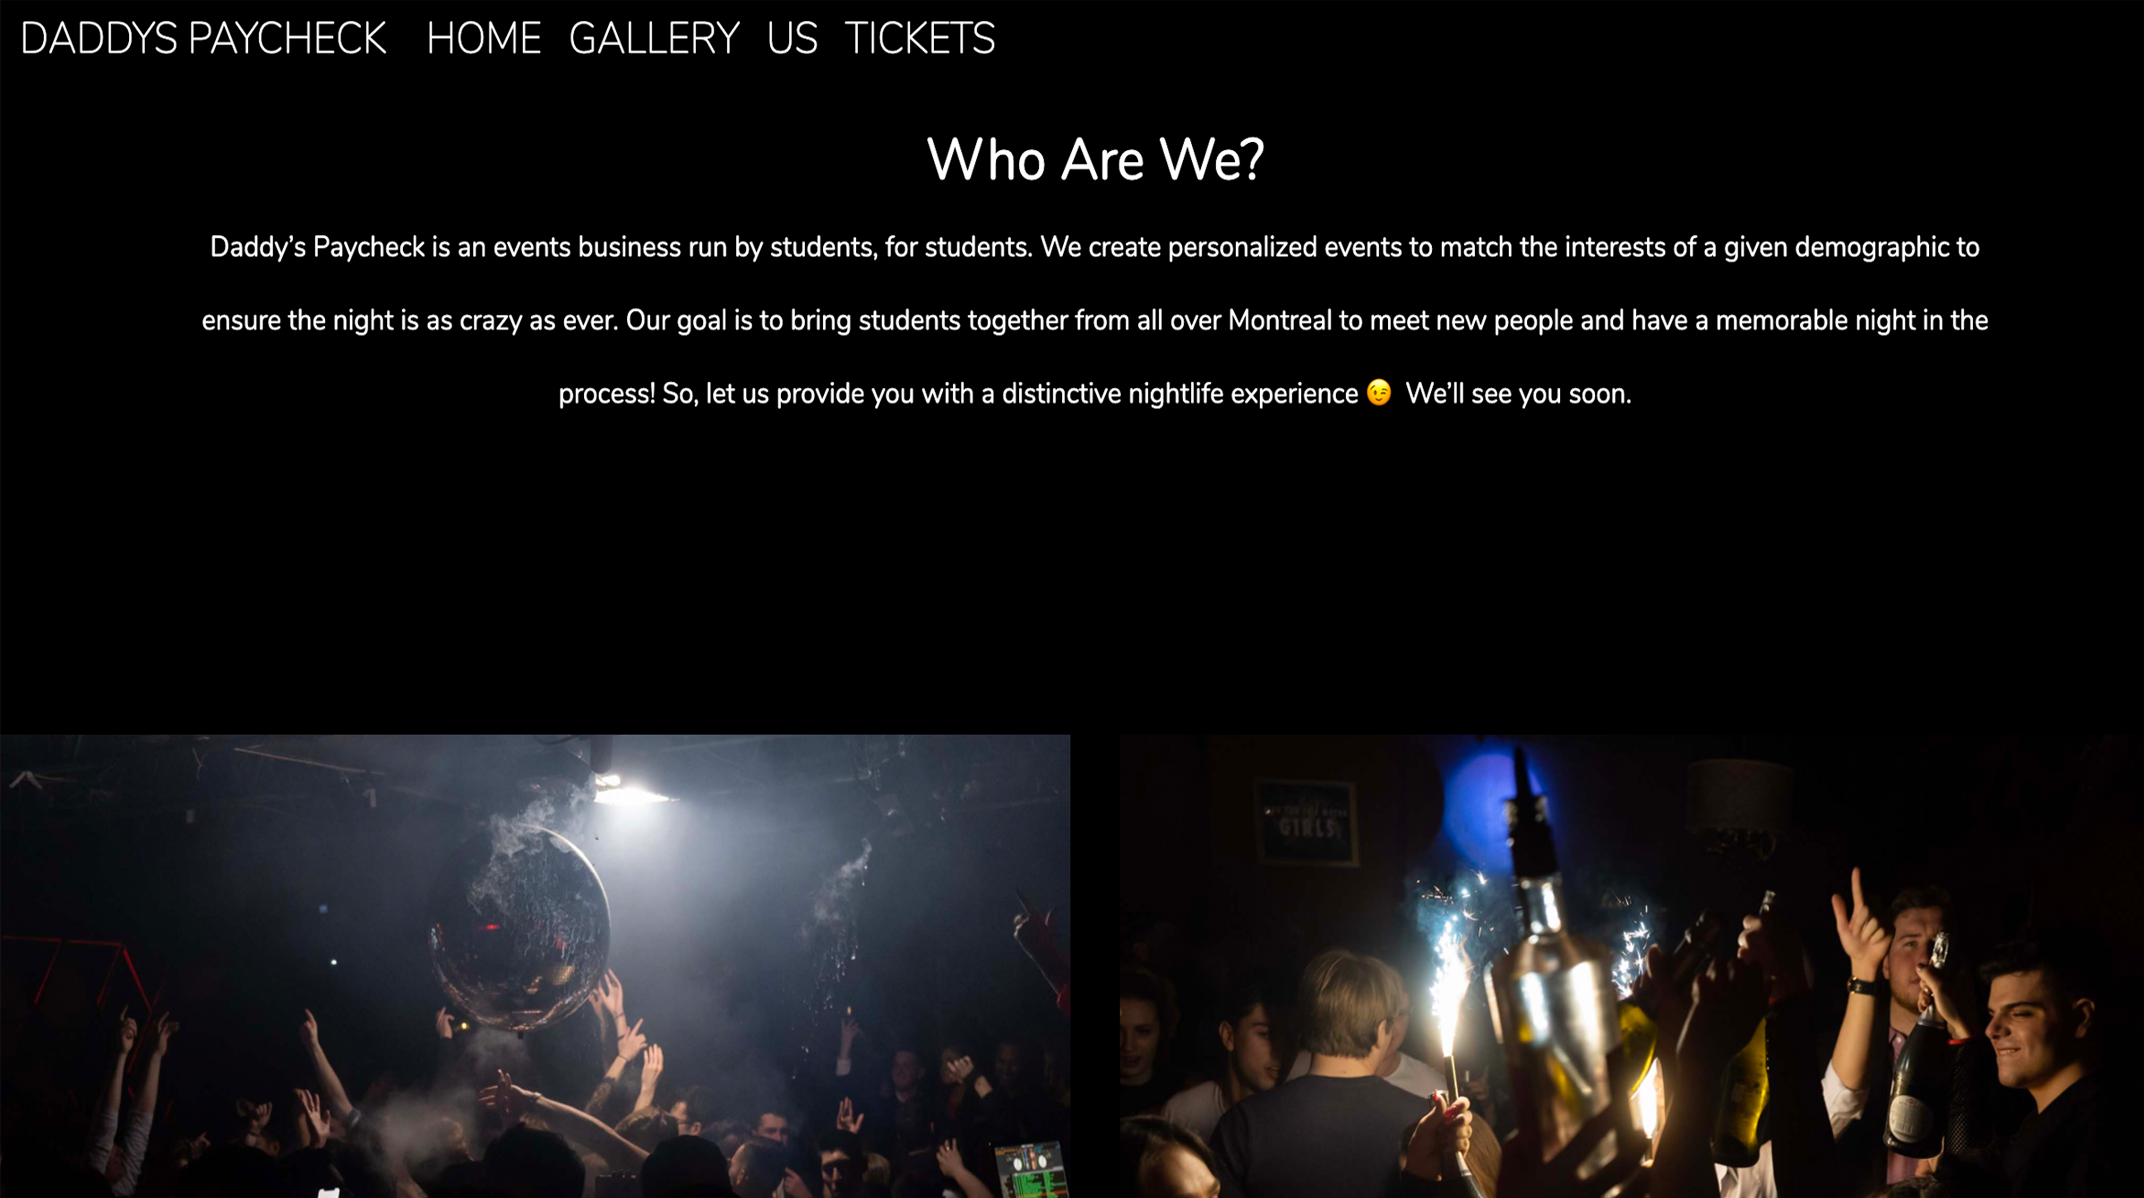 DADDYS PAYCHECK HOME GALLERY US TICKETS
Who Are We?
Daddy’s Paycheck is an events business run by students, for students. We create personalized events to match the interests of a given demographic to
ensure the night is as crazy as ever. Our goal is to bring students together from all over Montreal to meet new people and have a memorable night in the
process! So, let us provide you with a distinctive nightlife experience 😉 We’ll see you soon.
GIRLS